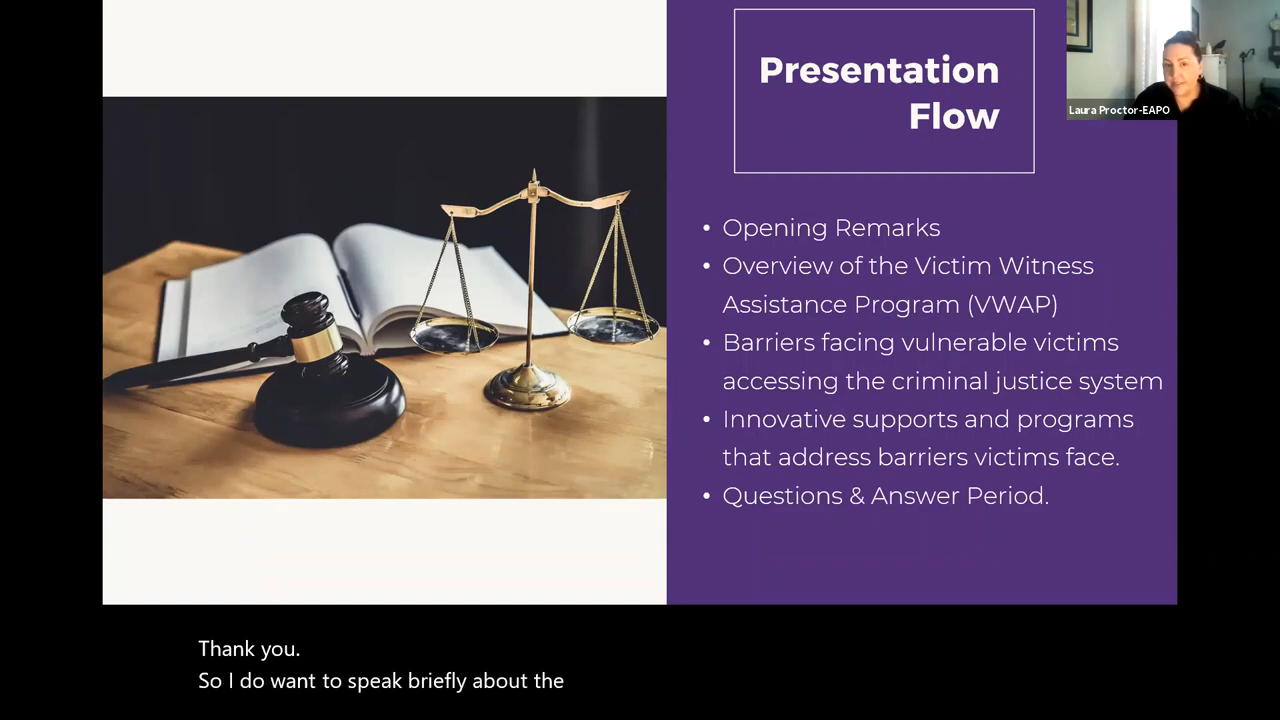 Presentation
Flow
Laura Proctor-EAPO
• Opening Remarks
• Overview of the Victim Witness
Assistance Program (VWAP)
• Barriers facing vulnerable victims
accessing the criminal justice system
• Innovative supports and programs
that address barriers victims face.
• Questions & Answer Period.
Thank you.
So I do want to speak briefly about the